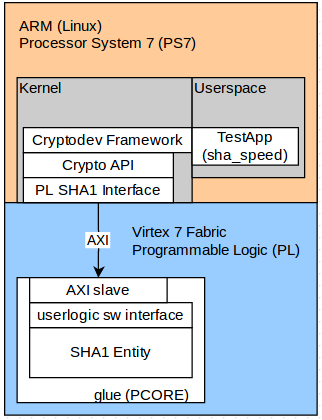 ARM (Linux)
Processor System 7 (PS7)
Kernel
Userspace
Cryptodev Framework
TestApp
(sha_speed)
Crypto API
PL SHA1 Interface
AXI
Virtex 7 Fabric
Programmable Logic (PL)
AXI slave
userlogic sw interface
SHA1 Entity
glue (PCORE)